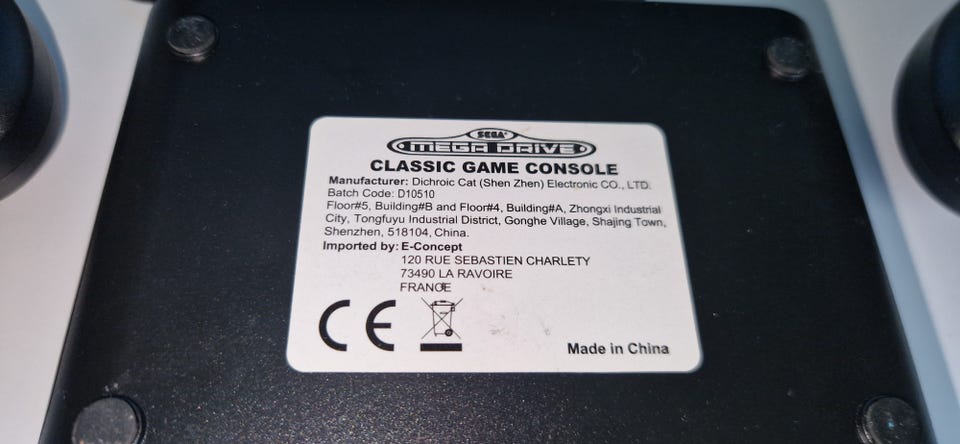 SEGA
MEGA DRIVE
CLASSIC GAME CONSOLE
Manufacturer: Dichroic Cat (Shen Zhen) Electronic CO., LTD.
Batch Code: D10510
Floor#5, Building#B and Floor#4, Building#A, Zhongxi Industrial
City, Tongfuyu Industrial District, Gonghe Village, Shajing Town,
Shenzhen, 518104, China.
Imported by: E-Concept
120 RUE SEBASTIEN CHARLETY
73490 LA RAVOIRE
FRANCE
CE
Made in China